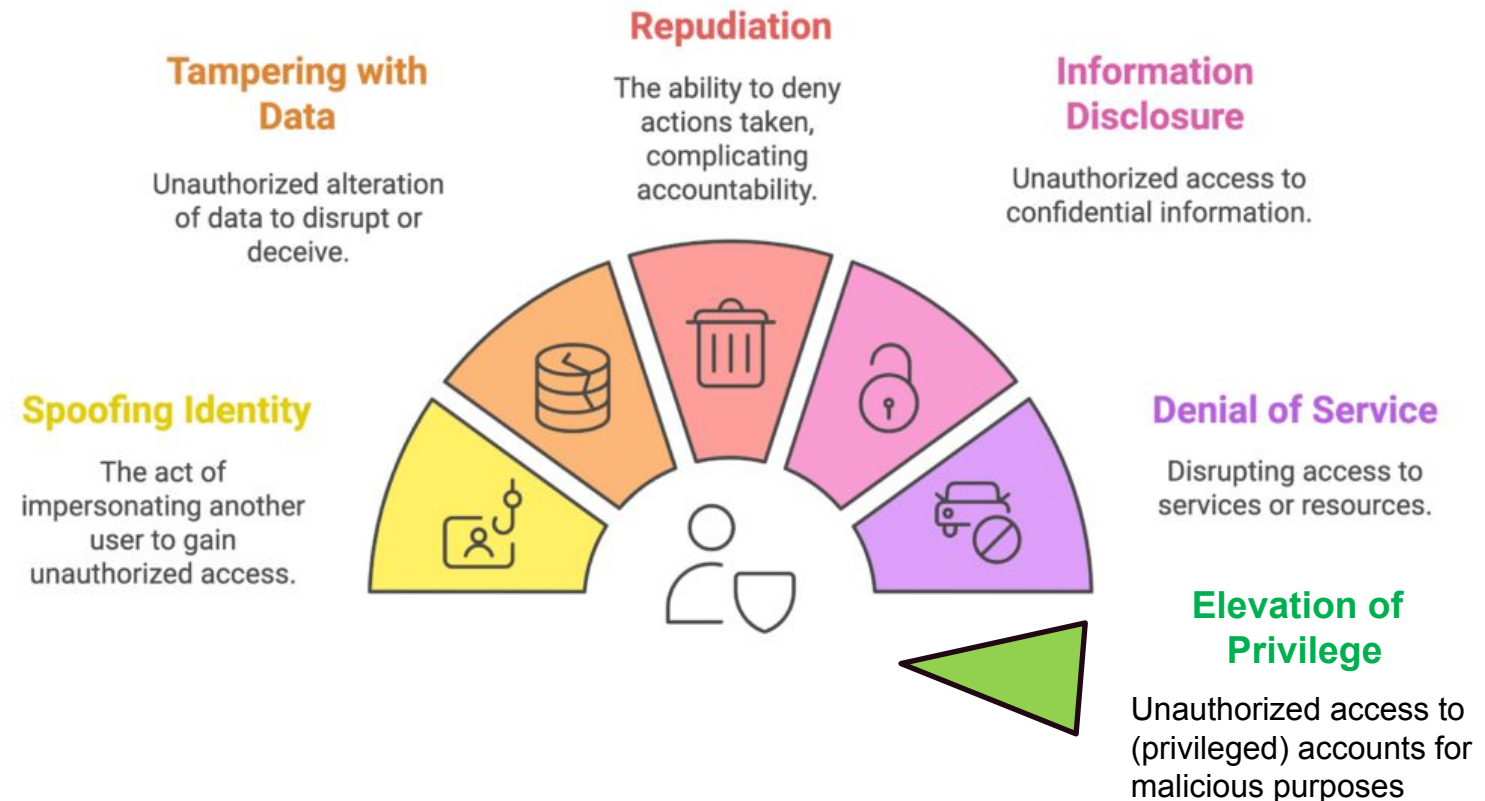 Spoofing Identity
The act of
impersonating another
user to gain
unauthorized access.
Tampering with
Data
Unauthorized alteration
of data to disrupt or
deceive.
Repudiation
The ability to deny
actions taken,
complicating
accountability.
Information
Disclosure
Unauthorized access to
confidential information.
Denial of Service
Disrupting access to
services or resources.
Elevation of
Privilege
Unauthorized access to
(privileged) accounts for
malicious purposes